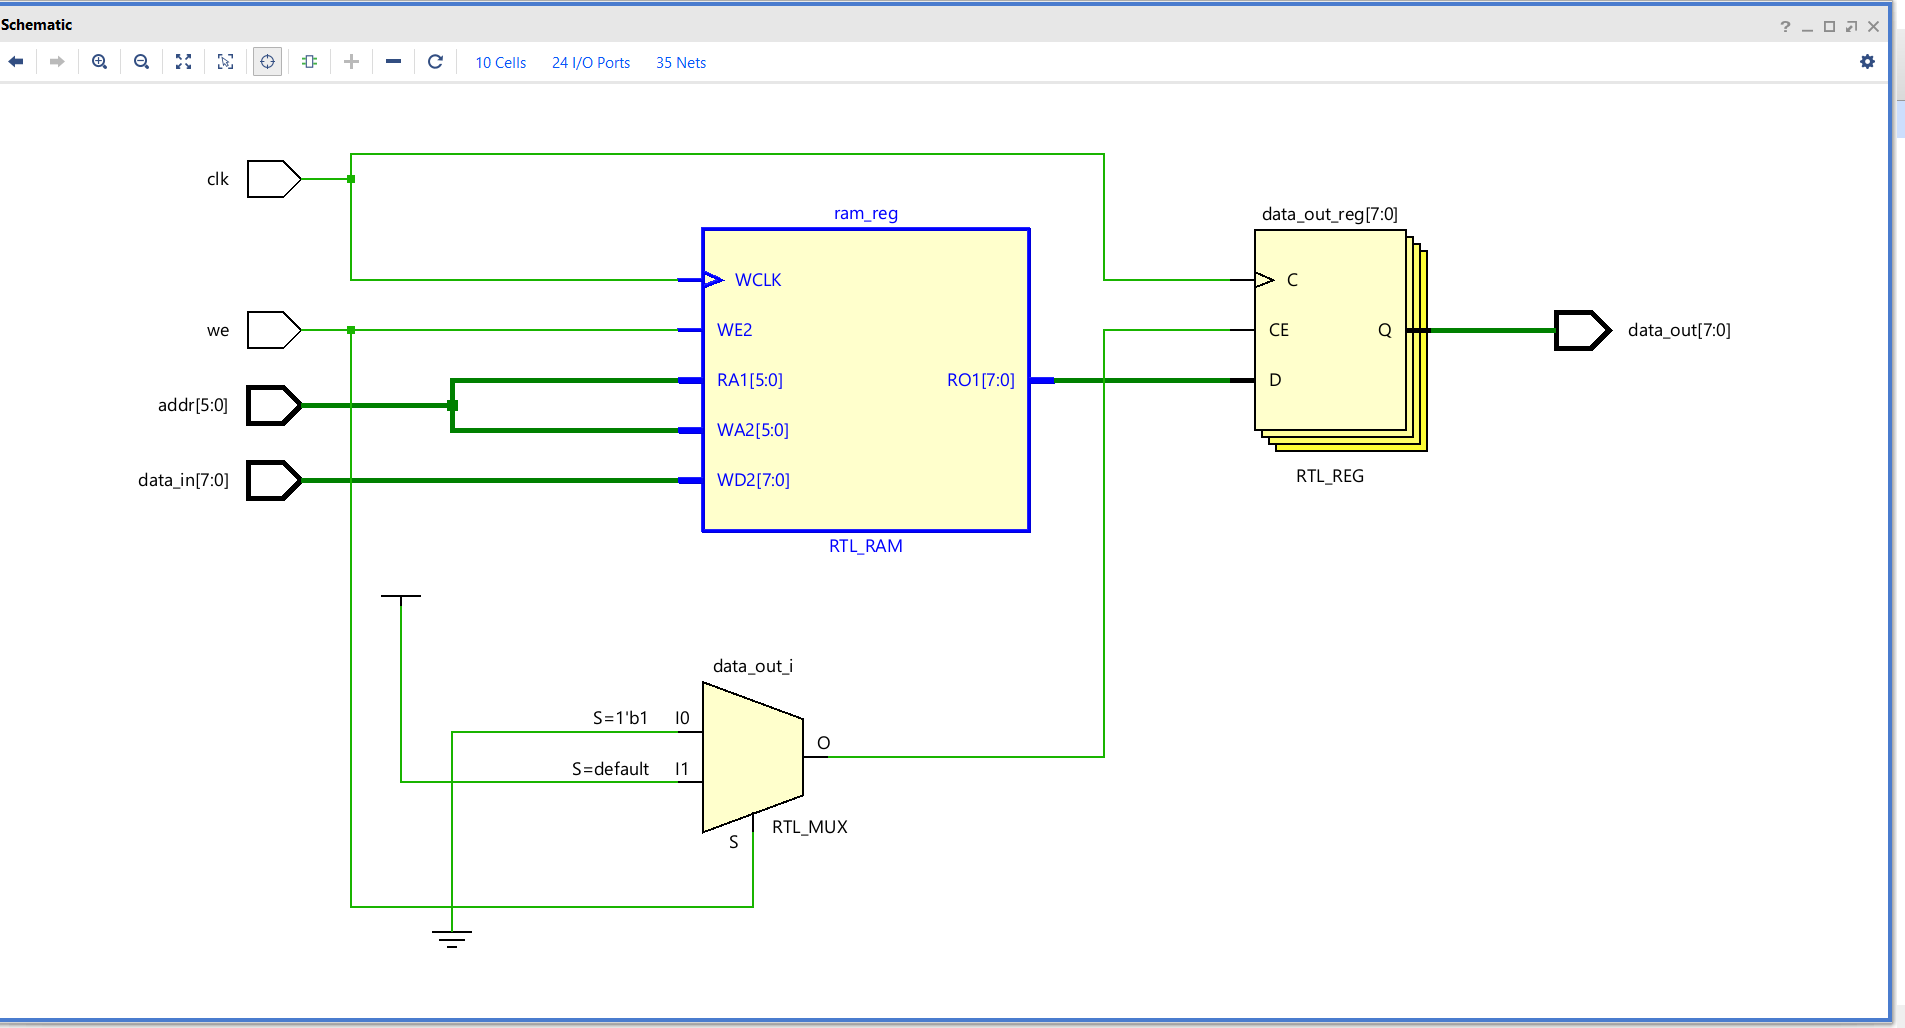 Schematic
10 Cells 24 I/O Ports 35 Nets
clk
ram_reg
data_out_reg[7:0]
WCLK
C
we
WE2
CE
Q
data_out[7:0]
RA1[5:0]
RO1[7:0]
D
addr[5:0]
WA2[5:0]
data_in[7:0]
WD2[7:0]
RTL_REG
RTL_RAM
data_out_i
S=1'b1 I0
O
S=default I1
RTL_MUX
S